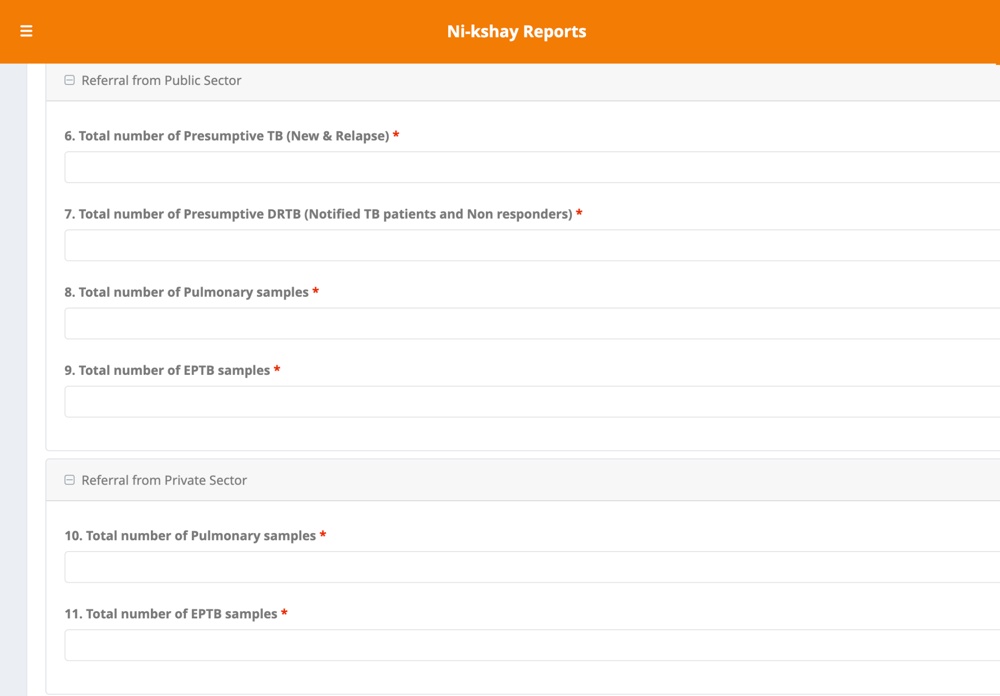 Ni-kshay Reports
Referral from Public Sector
6. Total number of Presumptive TB (New & Relapse) *
7. Total number of Presumptive DRTB (Notified TB patients and Non responders) *
8. Total number of Pulmonary samples *
9. Total number of EPTB samples *
Referral from Private Sector
10. Total number of Pulmonary samples *
11. Total number of EPTB samples *